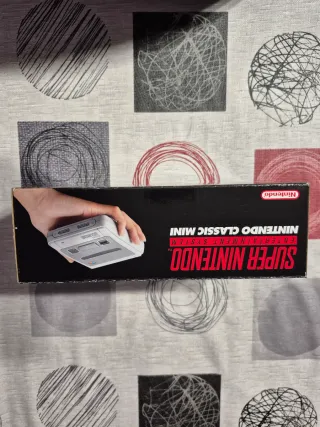 Nintendo
SUPER NINTENDO
ENTERTAINMENT SYSTEM
NINTENDO CLASSIC MINI